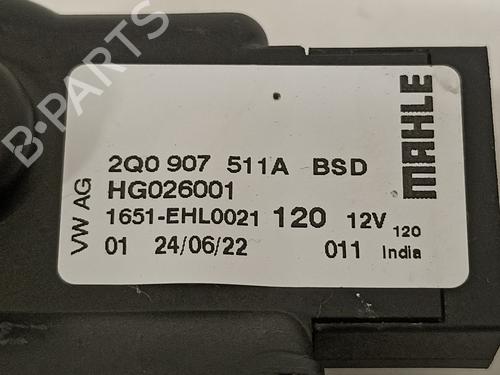 B-PARTS
VW AG
2Q0 907 511A BSD
HG026001
1651-EHL0021 120 12V 120
01 24/06/22 011 India
MAHLE